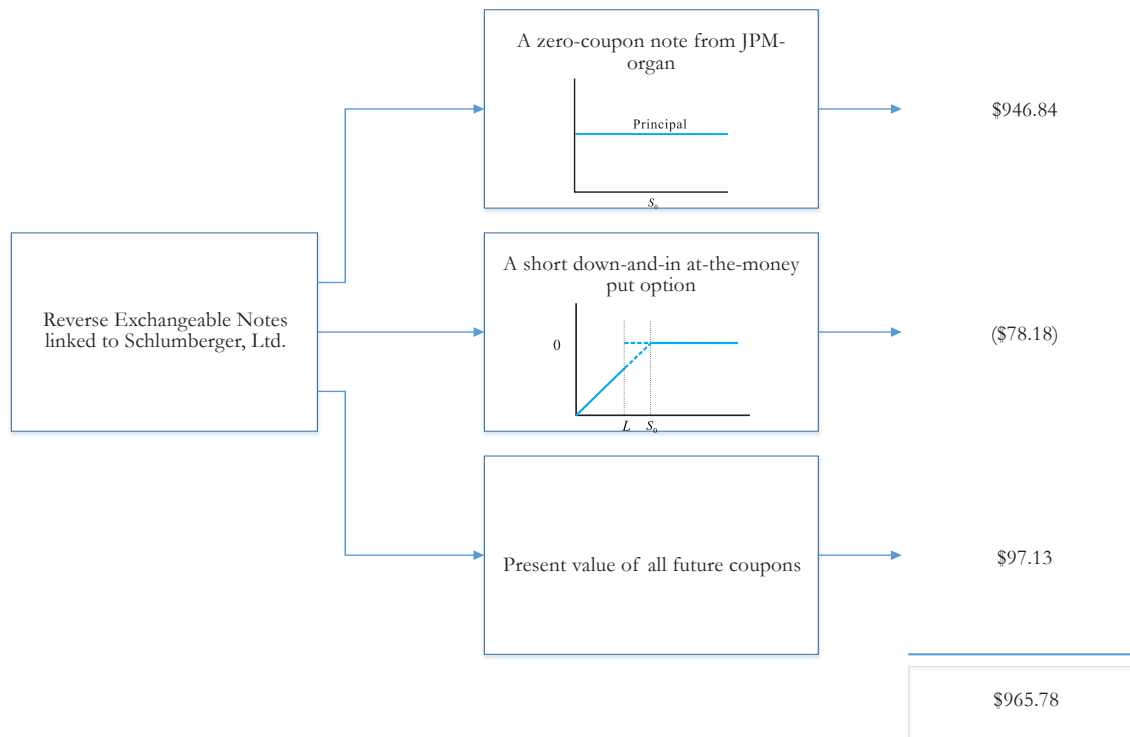 A zero-coupon note from JPM-
organ
Principal
S₀
$946.84
Reverse Exchangeable Notes
linked to Schlumberger, Ltd.
A short down-and-in at-the-money
put option
0
L S₀
($78.18)
Present value of all future coupons
$97.13
$965.78